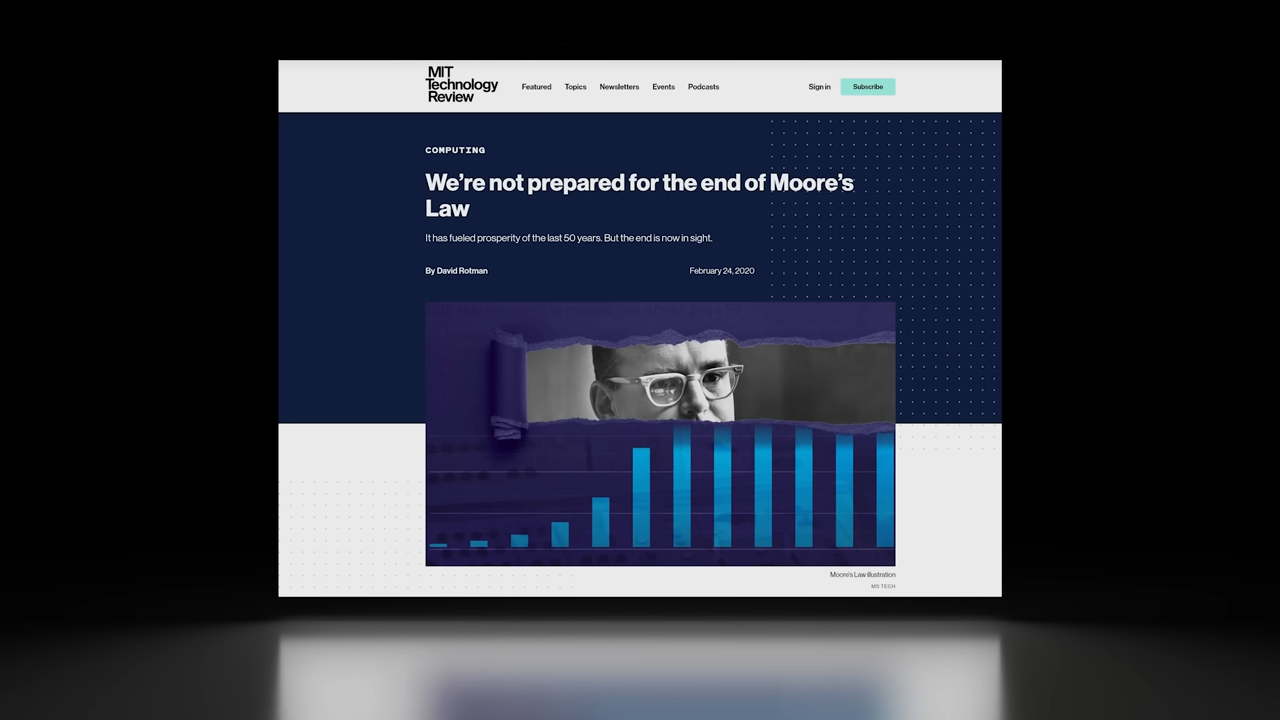 MIT
Technology
Review
Featured Topics Newsletters Events Podcasts
Sign in Subscribe
COMPUTING
We’re not prepared for the end of Moore’s
Law
It has fueled prosperity of the last 50 years. But the end is now in sight.
By David Rotman February 24, 2020
Moore's Law illustration
MS TECH